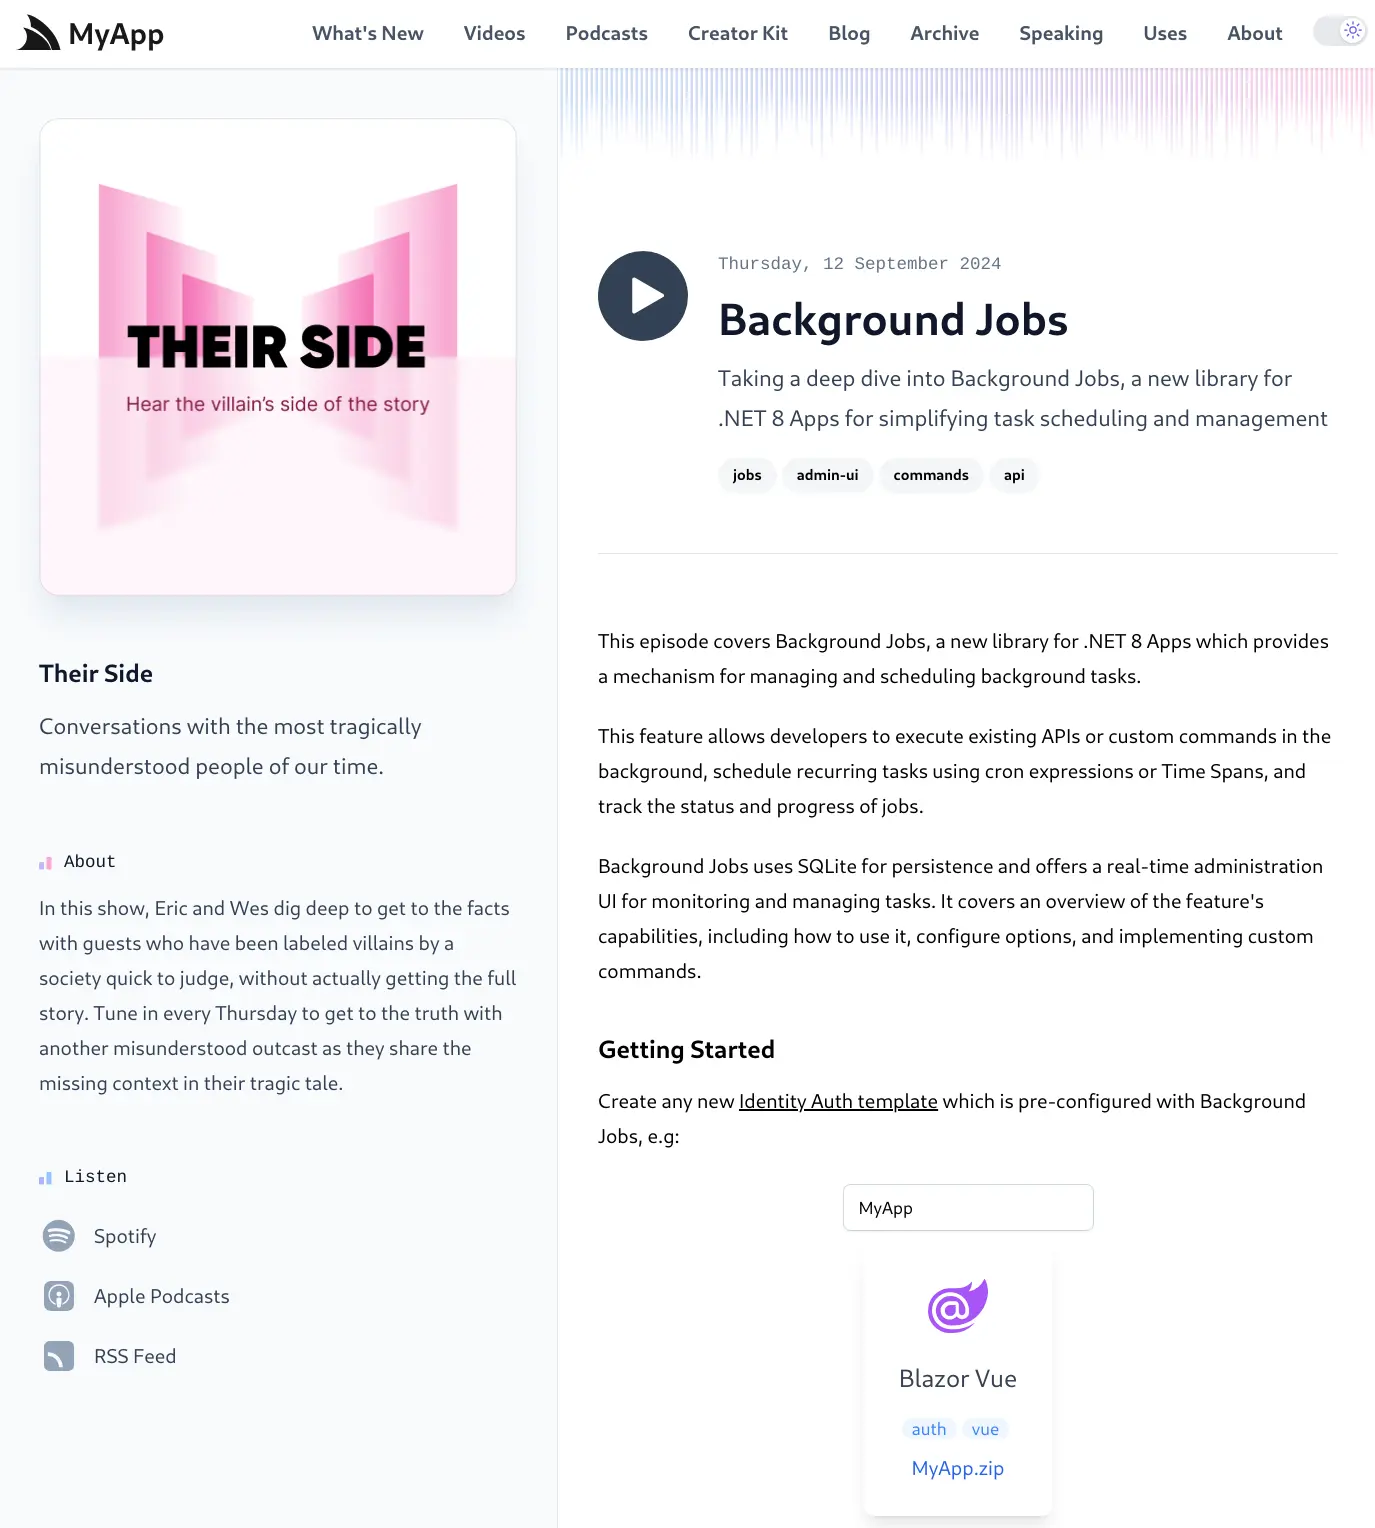 MyApp
What's New Videos Podcasts Creator Kit Blog Archive Speaking Uses About
THEIR SIDE
Hear the villain's side of the story
Their Side
Conversations with the most tragically
misunderstood people of our time.
About
In this show, Eric and Wes dig deep to get to the facts
with guests who have been labeled villains by a
society quick to judge, without actually getting the full
story. Tune in every Thursday to get to the truth with
another misunderstood outcast as they share the
missing context in their tragic tale.
Listen
Spotify
Apple Podcasts
RSS Feed
Thursday, 12 September 2024
Background Jobs
Taking a deep dive into Background Jobs, a new library for
.NET 8 Apps for simplifying task scheduling and management
jobs admin-ui commands api
This episode covers Background Jobs, a new library for .NET 8 Apps which provides
a mechanism for managing and scheduling background tasks.
This feature allows developers to execute existing APIs or custom commands in the
background, schedule recurring tasks using cron expressions or Time Spans, and
track the status and progress of jobs.
Background Jobs uses SQLite for persistence and offers a real-time administration
UI for monitoring and managing tasks. It covers an overview of the feature's
capabilities, including how to use it, configure options, and implementing custom
commands.
Getting Started
Create any new Identity Auth template which is pre-configured with Background
Jobs, e.g:
MyApp
Blazor Vue
auth vue
MyApp.zip